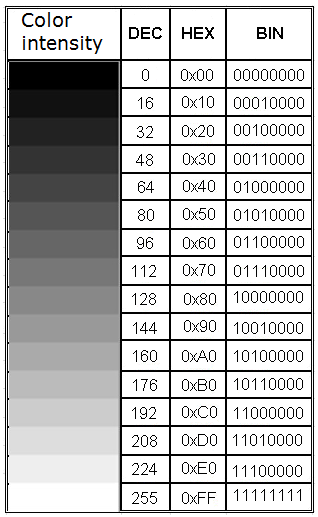 Color intensity DEC HEX BIN
0 0x00 00000000
16 0x10 00010000
32 0x20 00100000
48 0x30 00110000
64 0x40 01000000
80 0x50 01010000
96 0x60 01100000
112 0x70 01110000
128 0x80 10000000
144 0x90 10010000
160 0xA0 10100000
176 0xB0 10110000
192 0xC0 11000000
208 0xD0 11010000
224 0xE0 11100000
255 0xFF 11111111